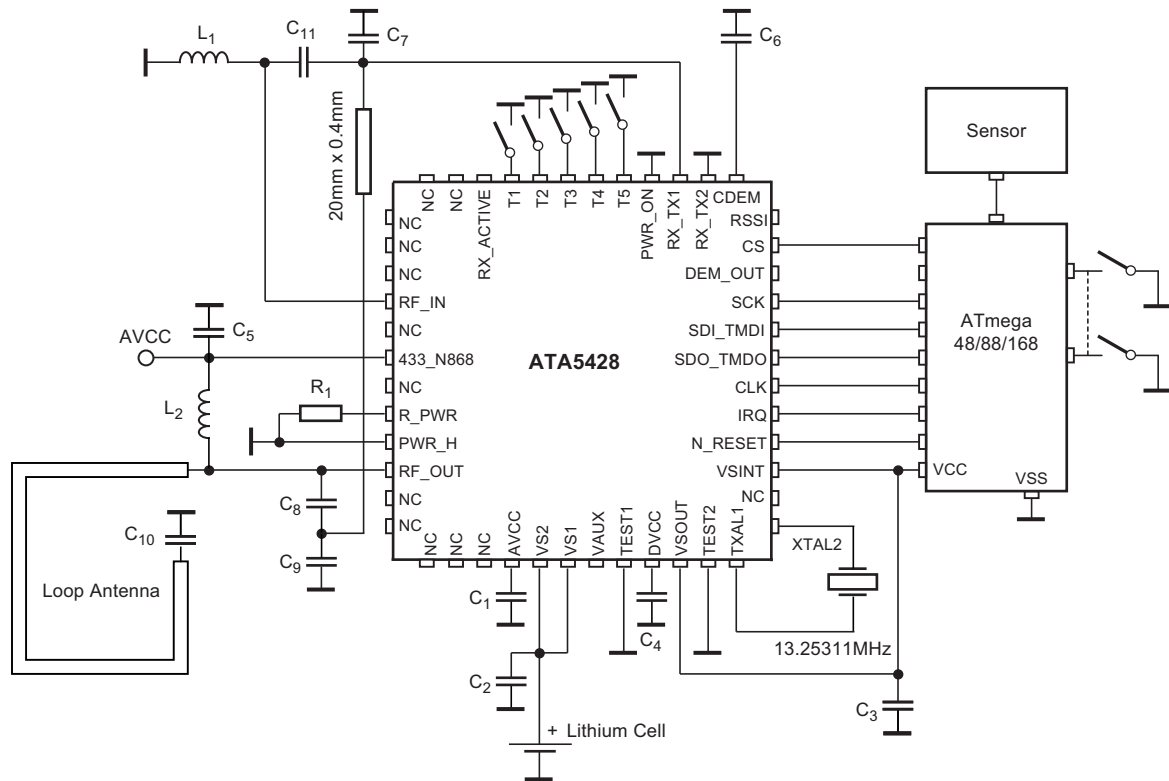 L1
C11
C7
C6
20mm x 0.4mm
Sensor
NC
NC
RX_ACTIVE
T1
T2
T3
T4
T5
PWR_ON
RX_TX1
RX_TX2
CDEM
NC
NC
NC
RF_IN
NC
433_N868
NC
R_PWR
PWR_H
RF_OUT
NC
NC
RSSI
CS
DEM_OUT
SCK
SDI_TMDI
SDO_TMDO
CLK
IRQ
N_RESET
VSINT
NC
XTAL2
ATA5428
NC
NC
NC
AVCC
VS2
VS1
VAUX
TEST1
DVCC
VSOUT
TEST2
TXAL1
ATmega
48/88/168
VCC
VSS
AVCC
C5
L2
R1
C8
C9
C10
Loop Antenna
C1
C2
C4
C3
13.25311MHz
+ Lithium Cell